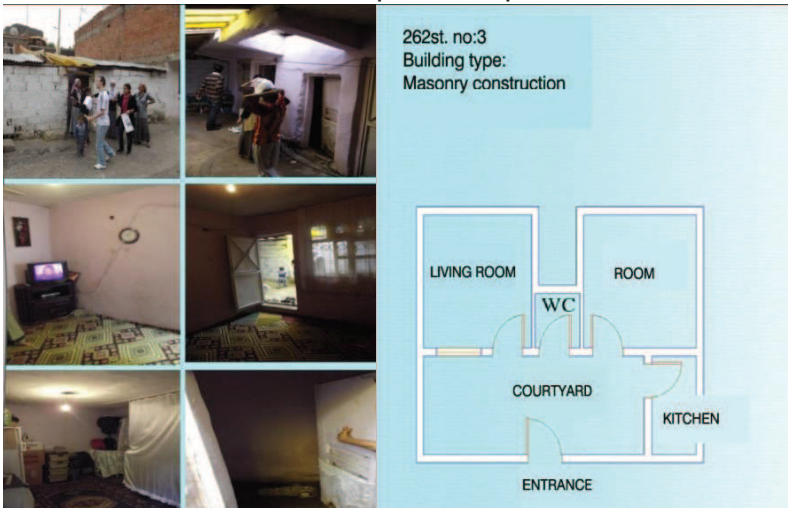 262st. no:3
Building type:
Masonry construction
LIVING ROOM
ROOM
WC
COURTYARD
KITCHEN
ENTRANCE